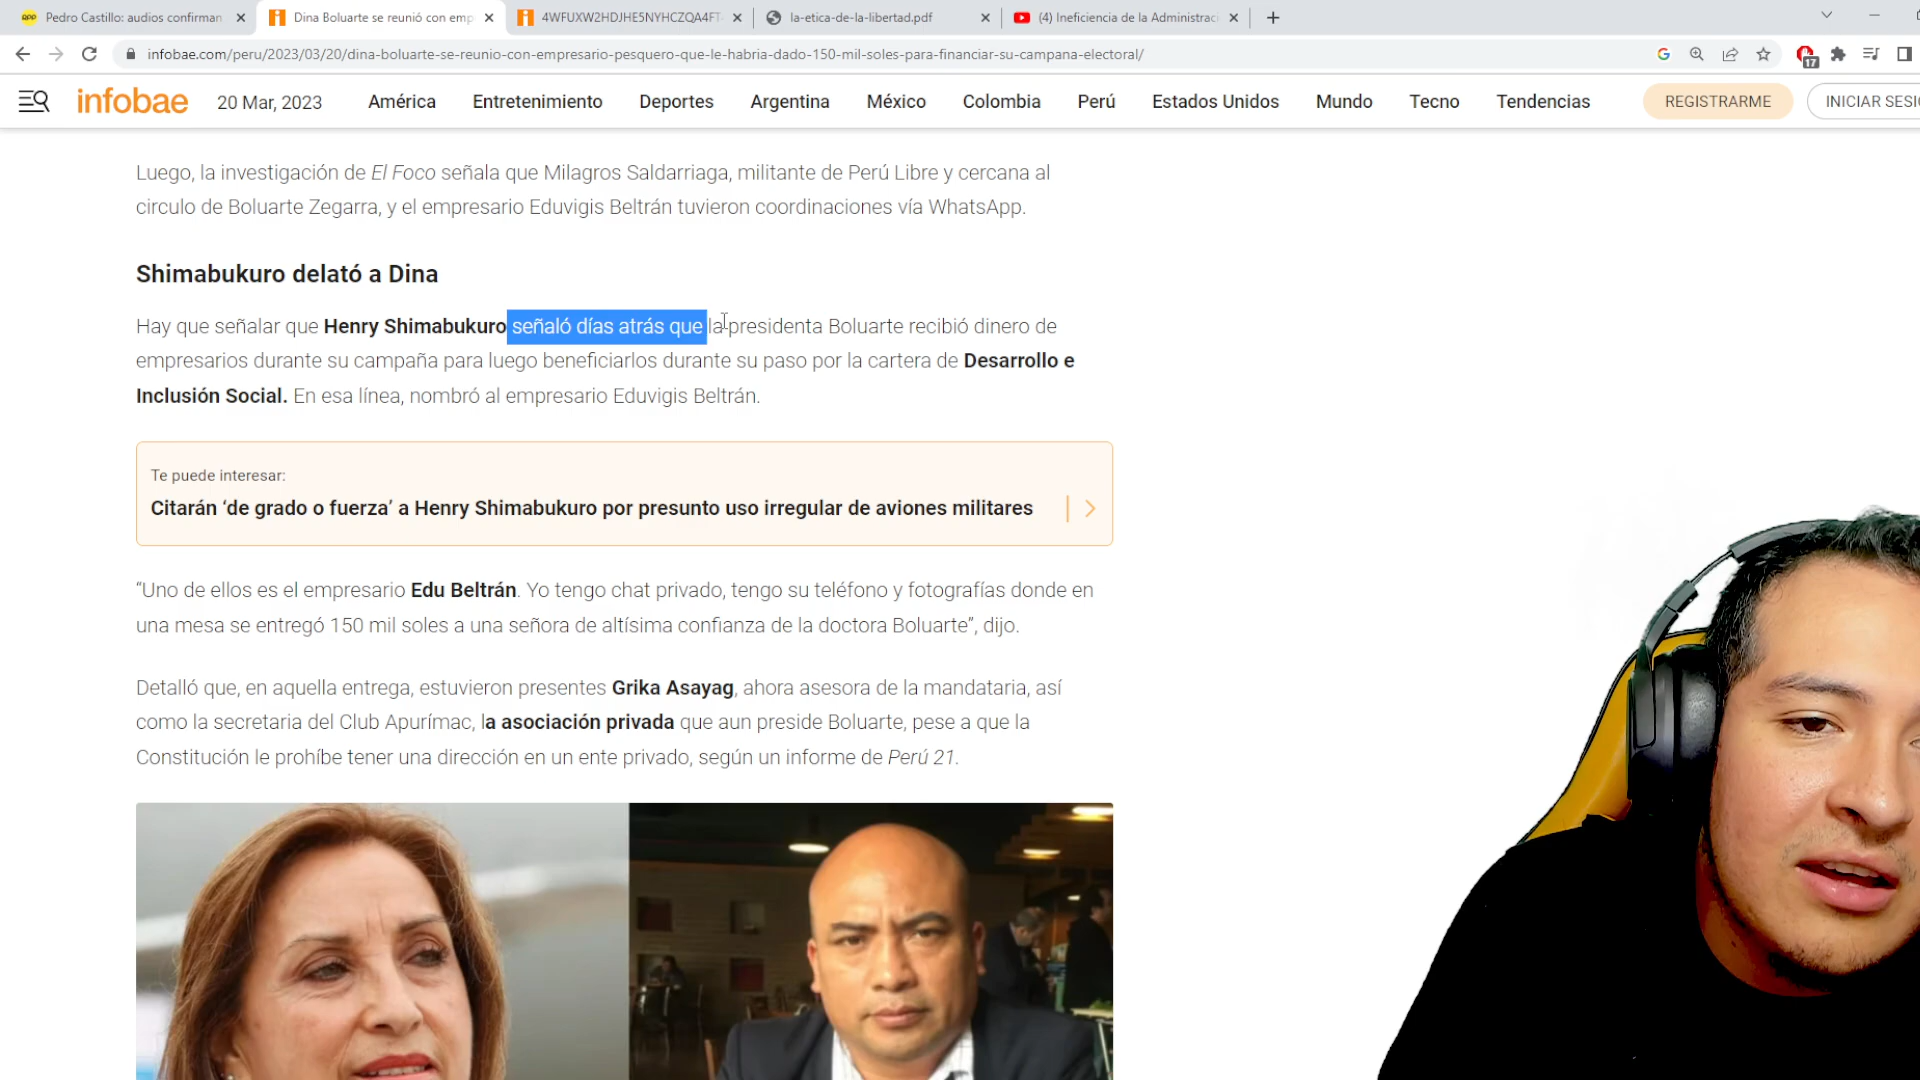 Pedro Castillo: audios confirman
Dina Boluarte se reunió con emp
4WFUXW2HDJHE5NYHCZQA4FT
la-etica-de-la-libertad.pdf
(4) Ineficiencia de la Administrac
infobae.com/peru/2023/03/20/dina-boluarte-se-reunio-con-empresario-pesquero-que-le-habria-dado-150-mil-soles-para-financiar-su-campana-electoral/
17
infobae 20 Mar, 2023 América Entretenimiento Deportes Argentina México Colombia Perú Estados Unidos Mundo Tecno Tendencias REGISTRARME INICIAR SESI
Luego, la investigación de El Foco señala que Milagros Saldarriaga, militante de Perú Libre y cercana al
circulo de Boluarte Zegarra, y el empresario Eduvigis Beltrán tuvieron coordinaciones vía WhatsApp.
Shimabukuro delató a Dina
Hay que señalar que Henry Shimabukuro señaló días atrás que la presidenta Boluarte recibió dinero de
empresarios durante su campaña para luego beneficiarlos durante su paso por la cartera de Desarrollo e
Inclusión Social. En esa línea, nombró al empresario Eduvigis Beltrán.
Te puede interesar:
Citarán ‘de grado o fuerza’ a Henry Shimabukuro por presunto uso irregular de aviones militares
“Uno de ellos es el empresario Edu Beltrán. Yo tengo chat privado, tengo su teléfono y fotografías donde en
una mesa se entregó 150 mil soles a una señora de altísima confianza de la doctora Boluarte”, dijo.
Detalló que, en aquella entrega, estuvieron presentes Grika Asayag, ahora asesora de la mandataria, así
como la secretaria del Club Apurímac, la asociación privada que aun preside Boluarte, pese a que la
Constitución le prohíbe tener una dirección en un ente privado, según un informe de Perú 21.